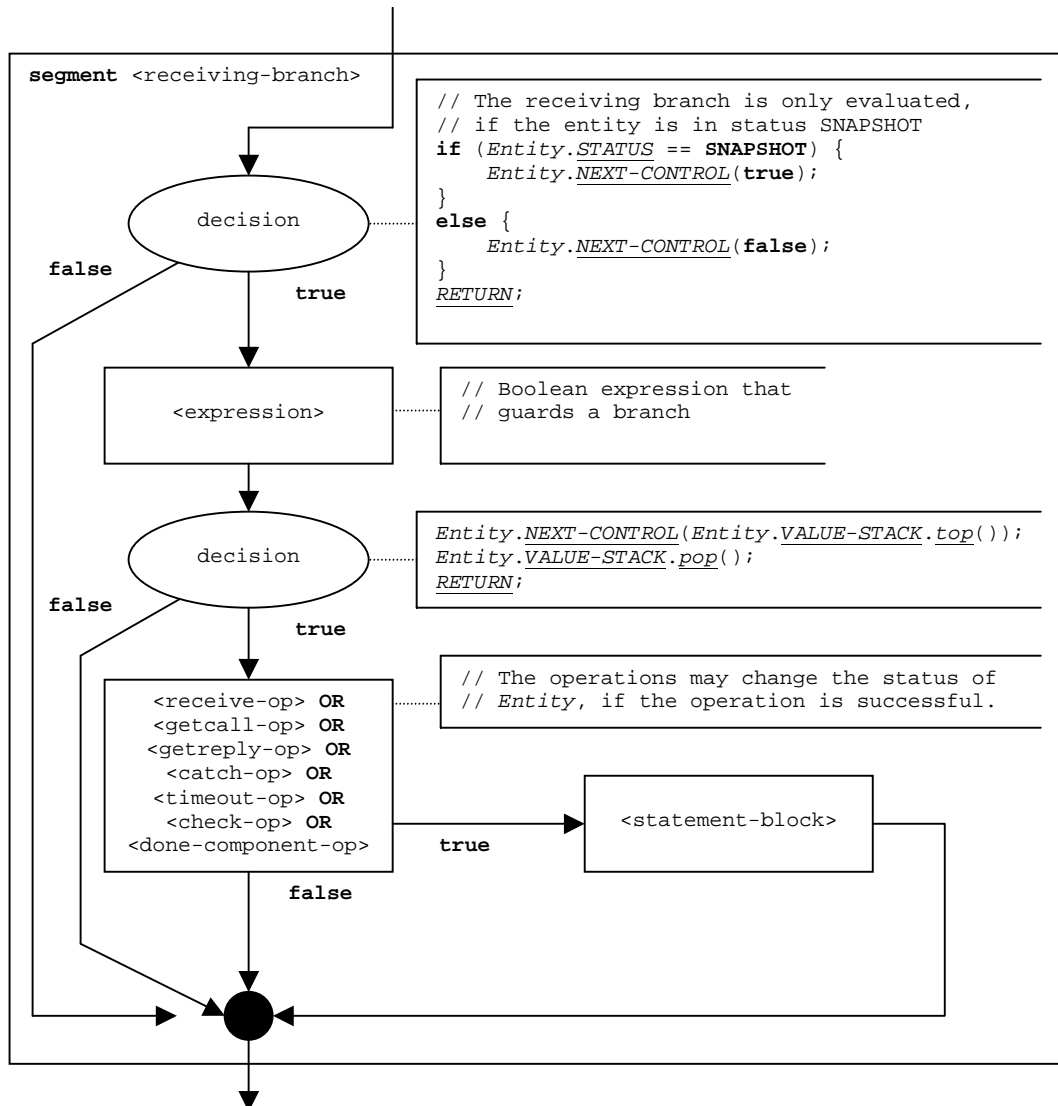 segment <receiving-branch>
// The receiving branch is only evaluated,
// if the entity is in status SNAPSHOT
if (Entity.STATUS == SNAPSHOT) {
Entity.NEXT-CONTROL(true);
}
else {
Entity.NEXT-CONTROL(false);
}
RETURN;
decision
false
true
<expression>
// Boolean expression that
// guards a branch
decision
Entity.NEXT-CONTROL(Entity.VALUE-STACK.top());
Entity.VALUE-STACK.pop();
RETURN;
false
true
// The operations may change the status of
// Entity, if the operation is successful.
<receive-op> OR
<getcall-op> OR
<getreply-op> OR
<catch-op> OR
<timeout-op> OR
<check-op> OR
<done-component-op>
true
<statement-block>
false